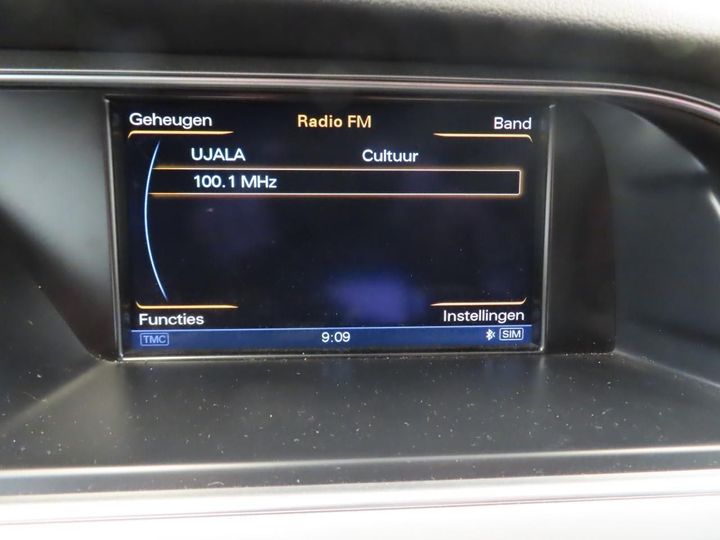 Geheugen Radio FM Band
UJALA Cultuur
100.1 MHz
Functies Instellingen
TMC 9:09 SIM